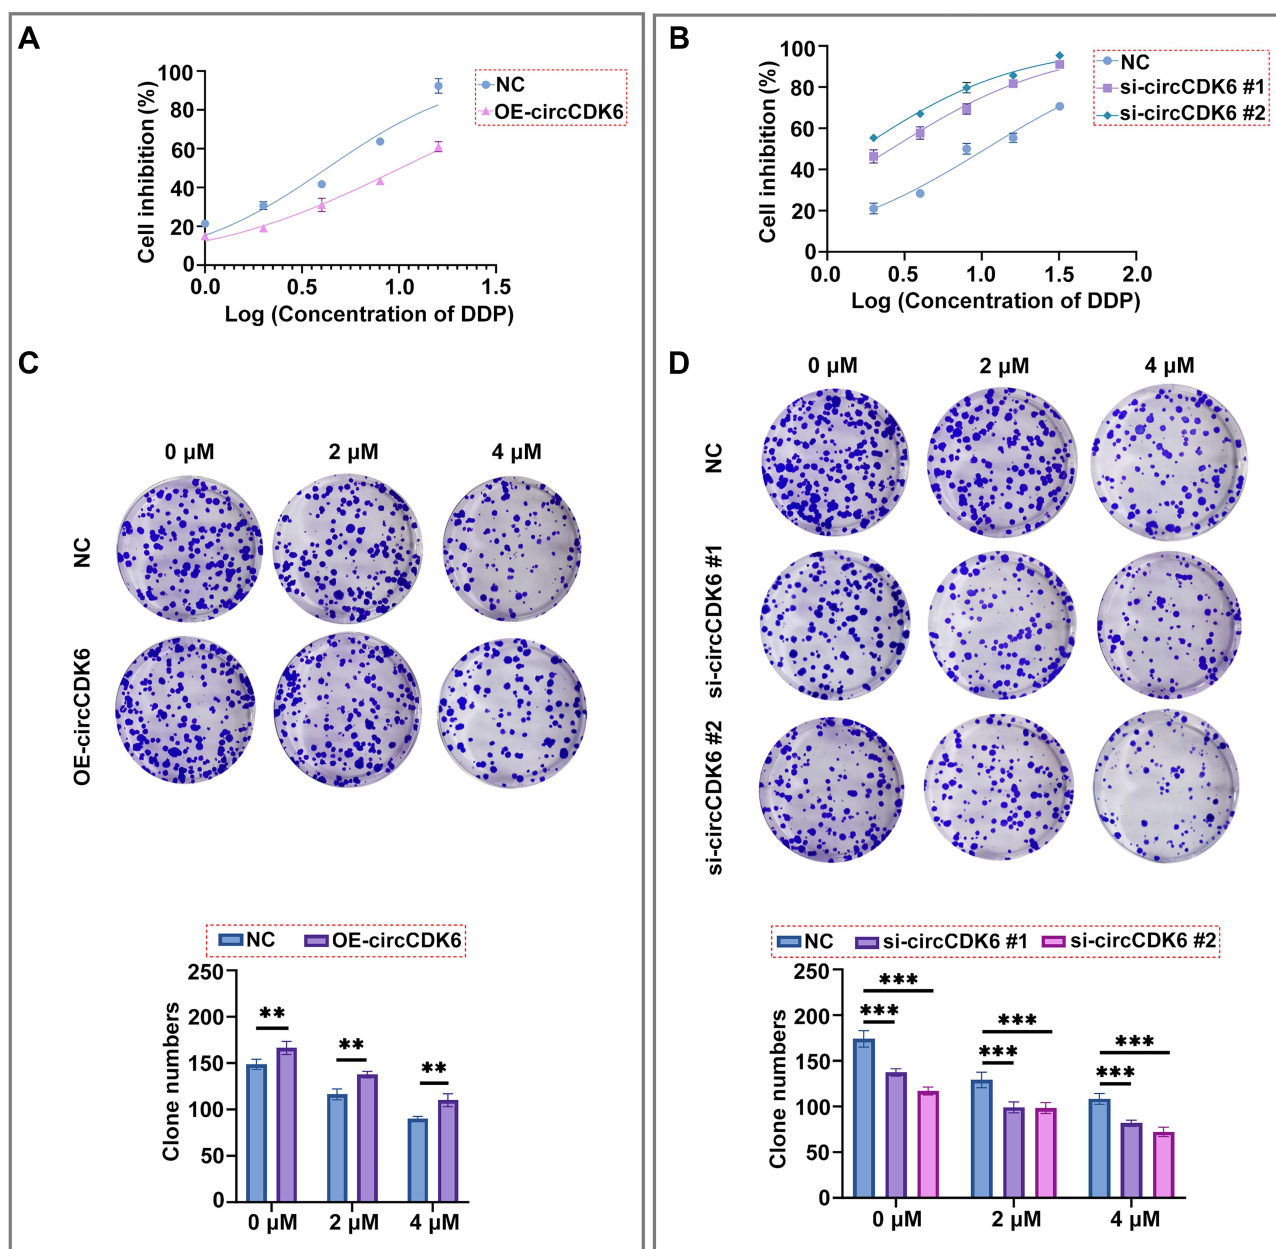 A
Cell inhibition (%)
100
80
60
40
20
0
0.0 0.5 1.0 1.5
Log (Concentration of DDP)
NC
OE-circCDK6
B
Cell inhibition (%)
100
80
60
40
20
0
0.0 0.5 1.0 1.5 2.0
Log (Concentration of DDP)
NC
si-circCDK6 #1
si-circCDK6 #2
C
0 µM 2 µM 4 µM
NC
OE-circCDK6
NC OE-circCDK6
Clone numbers
250
200
150
100
50
0
** ** **
0 µM 2 µM 4 µM
D
0 µM 2 µM 4 µM
NC
si-circCDK6 #1
si-circCDK6 #2
NC si-circCDK6 #1 si-circCDK6 #2
Clone numbers
250
200
150
100
50
0
*** *** ***
*** *** ***
0 µM 2 µM 4 µM